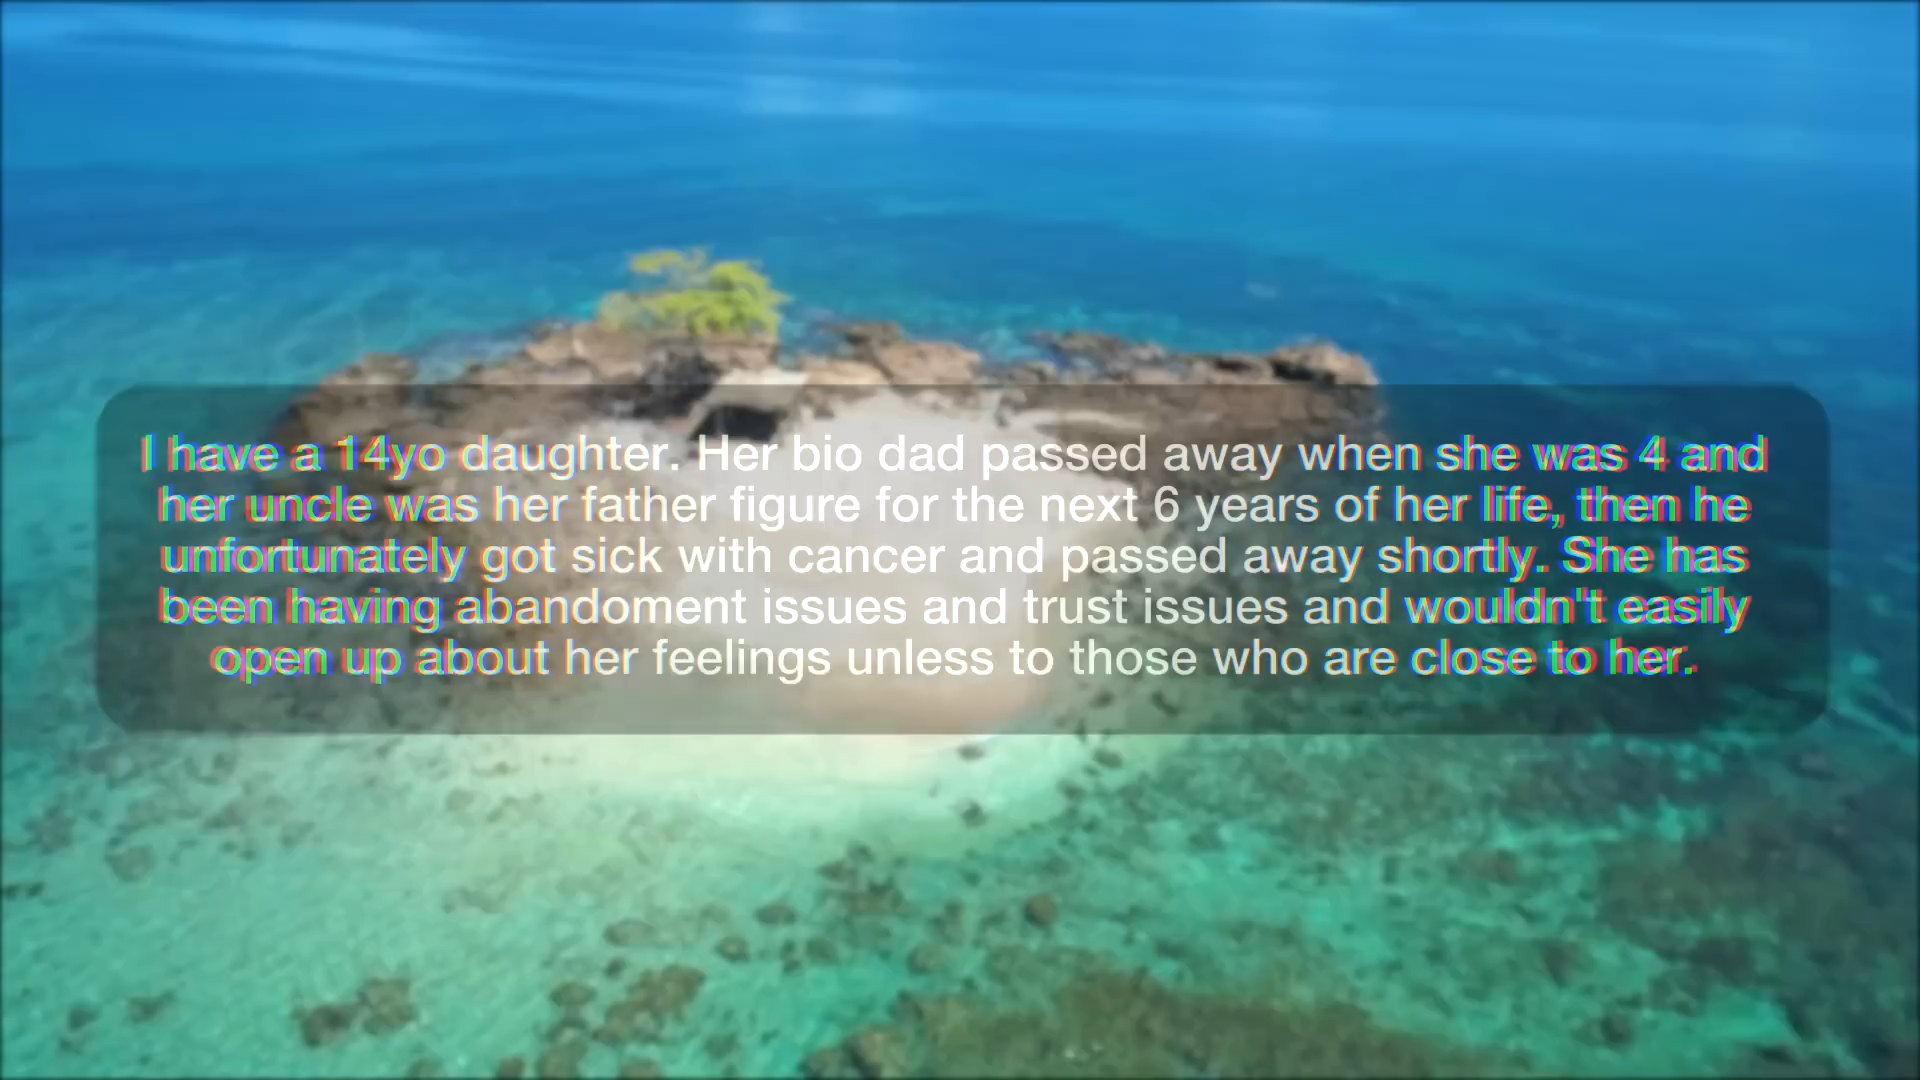 I have a 14yo daughter. Her bio dad passed away when she was 4 and
her uncle was her father figure for the next 6 years of her life, then he
unfortunately got sick with cancer and passed away shortly. She has
been having abandoment issues and trust issues and wouldn't easily
open up about her feelings unless to those who are close to her.